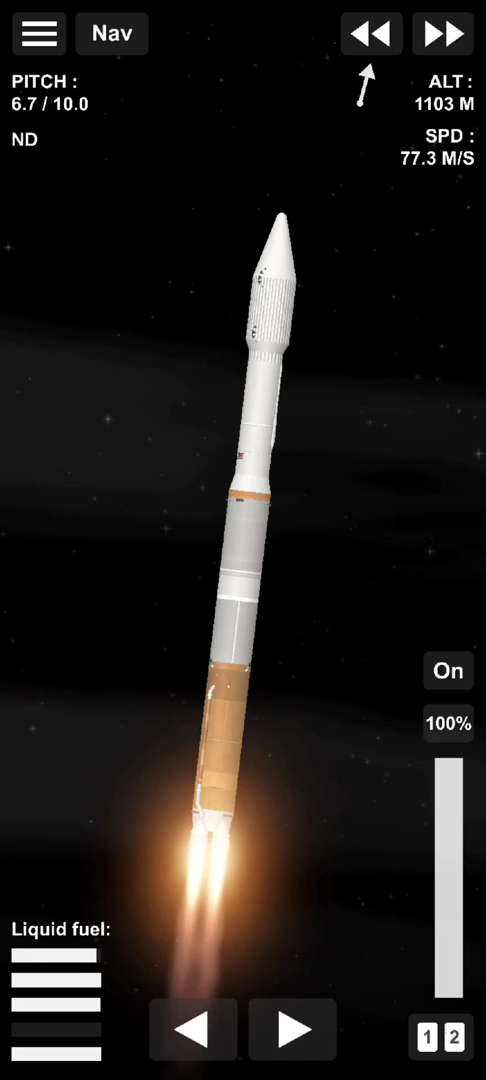 Nav
PITCH :
6.7 / 10.0
ND
ALT :
1103 M
SPD :
77.3 M/S
On
100%
Liquid fuel:
1 2